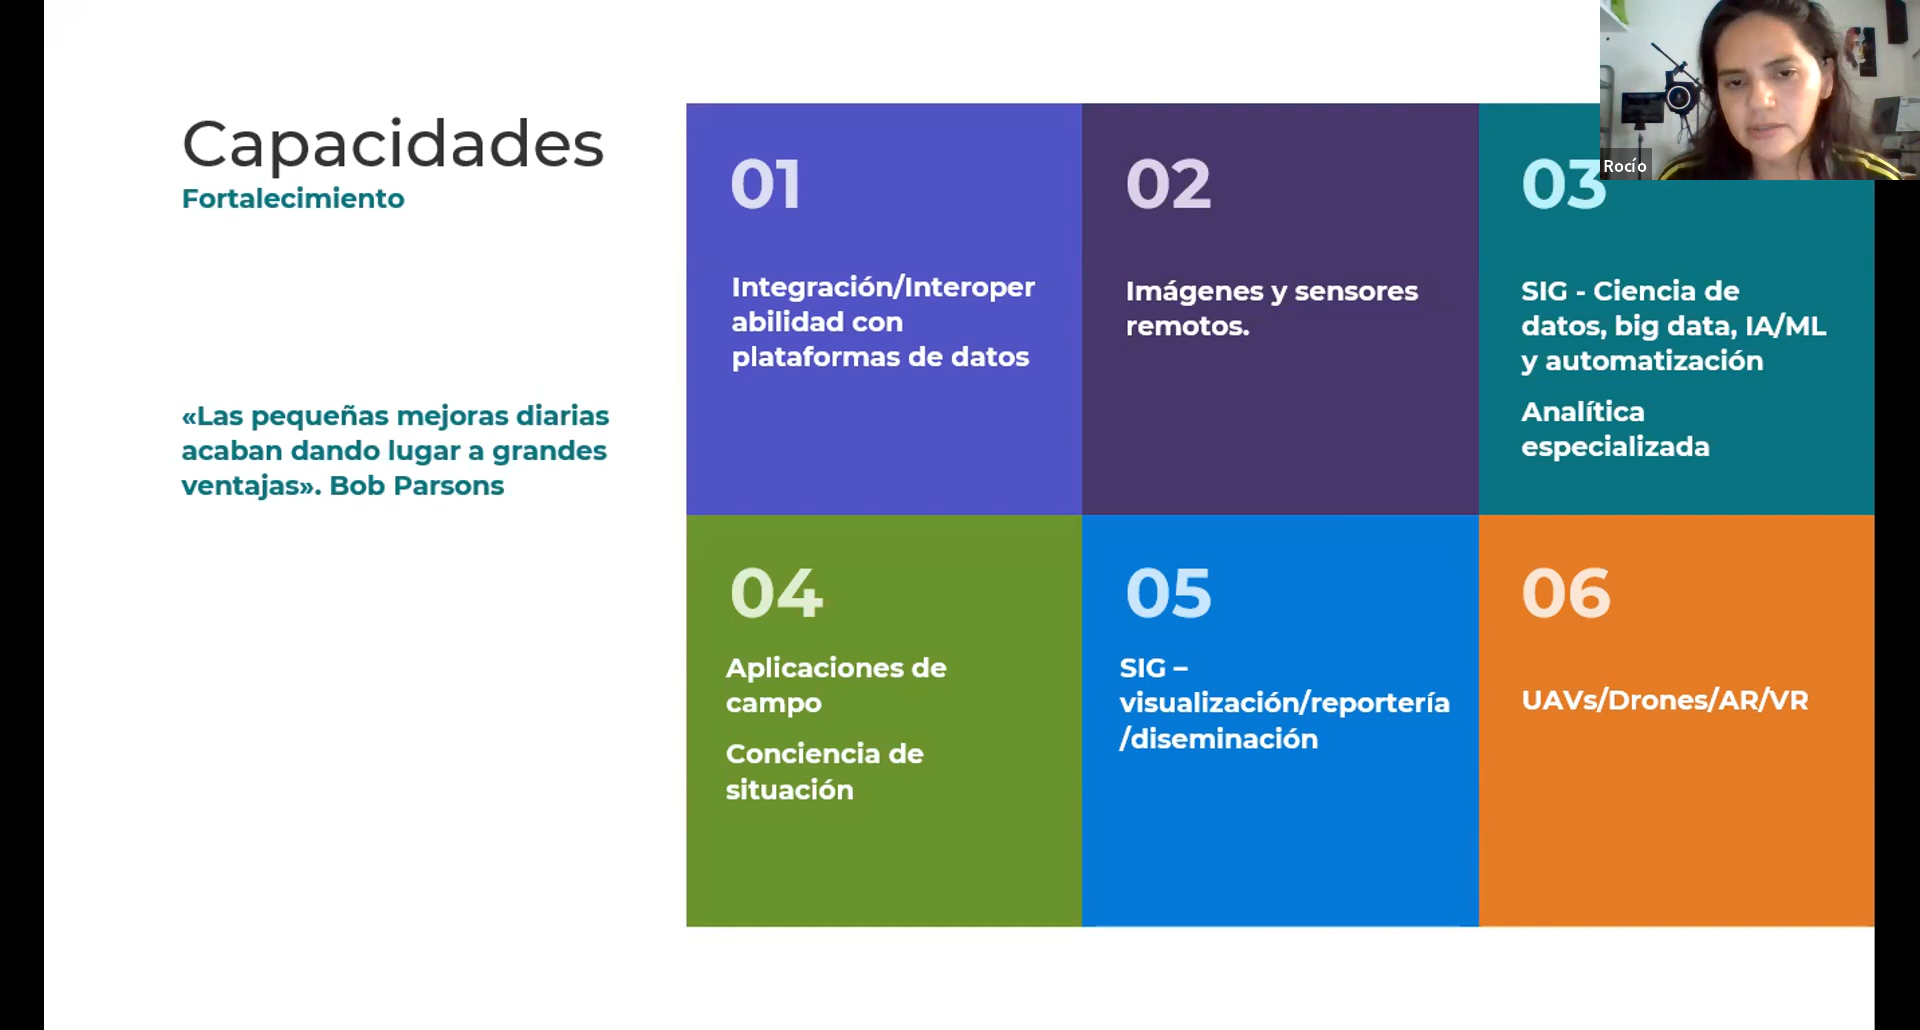 Capacidades
Fortalecimiento
«Las pequeñas mejoras diarias
acaban dando lugar a grandes
ventajas». Bob Parsons
01
Integración/Interoper
abilidad con
plataformas de datos
02
Imágenes y sensores
remotos.
03
SIG - Ciencia de
datos, big data, IA/ML
y automatización
Analítica
especializada
04
Aplicaciones de
campo
Conciencia de
situación
05
SIG –
visualización/reportería
/diseminación
06
UAVs/Drones/AR/VR
Rocío